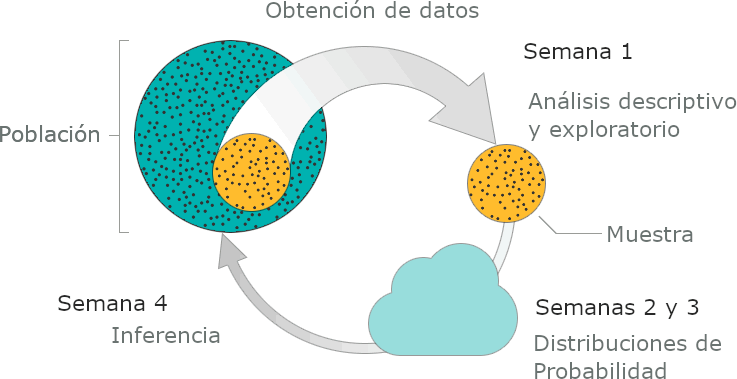 Obtención de datos
Semana 1
Análisis descriptivo
y exploratorio
Población
Muestra
Semana 4
Inferencia
Semanas 2 y 3
Distribuciones de
Probabilidad